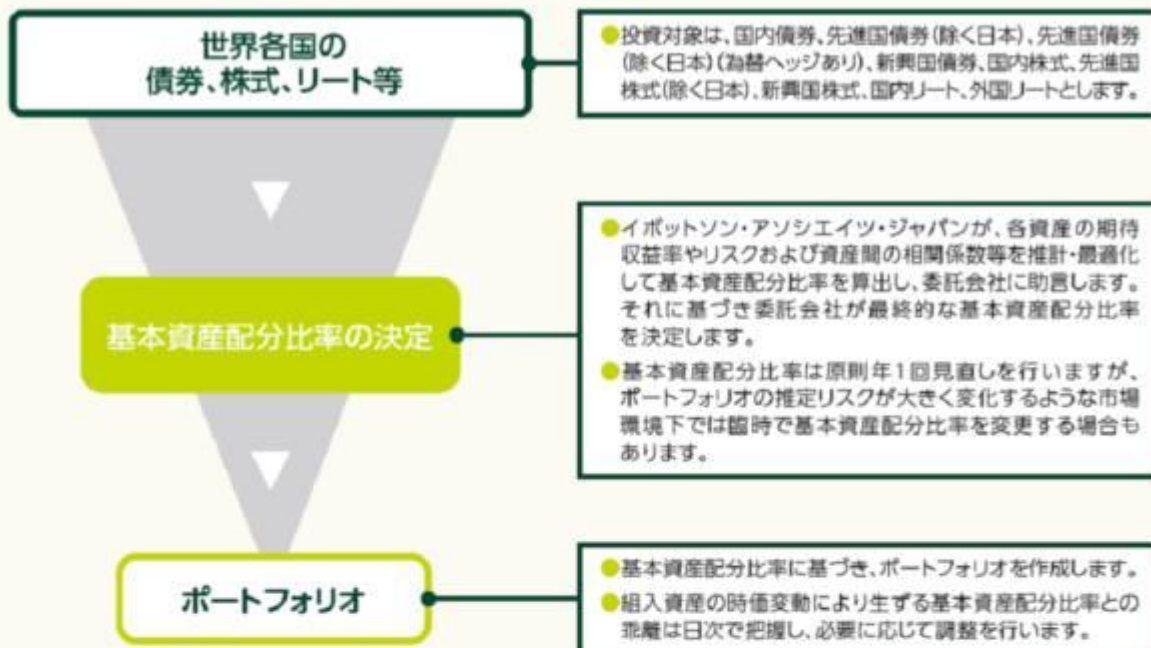 世界各国の
債券、株式、リート等
●投資対象は、国内債券、先進国債券(除く日本)、先進国債券
(除く日本)(為替ヘッジあり)、新興国債券、国内株式、先進国
株式(除く日本)、新興国株式、国内リート、外国リートとします。
基本資産配分比率の決定
●イボットソン・アソシエイツ・ジャパンが、各資産の期待
収益率やリスクおよび資産間の相関係数等を推計・最適化
して基本資産配分比率を算出し、委託会社に助言します。
それに基づき委託会社が最終的な基本資産配分比率
を決定します。
●基本資産配分比率は原則年1回見直しを行いますが、
ポートフォリオの推定リスクが大きく変化するような市場
環境下では臨時で基本資産配分比率を変更する場合も
あります。
ポートフォリオ
●基本資産配分比率に基づき、ポートフォリオを作成します。
●組入資産の時価変動により生ずる基本資産配分比率との
乖離は日次で把握し、必要に応じて調整を行います。